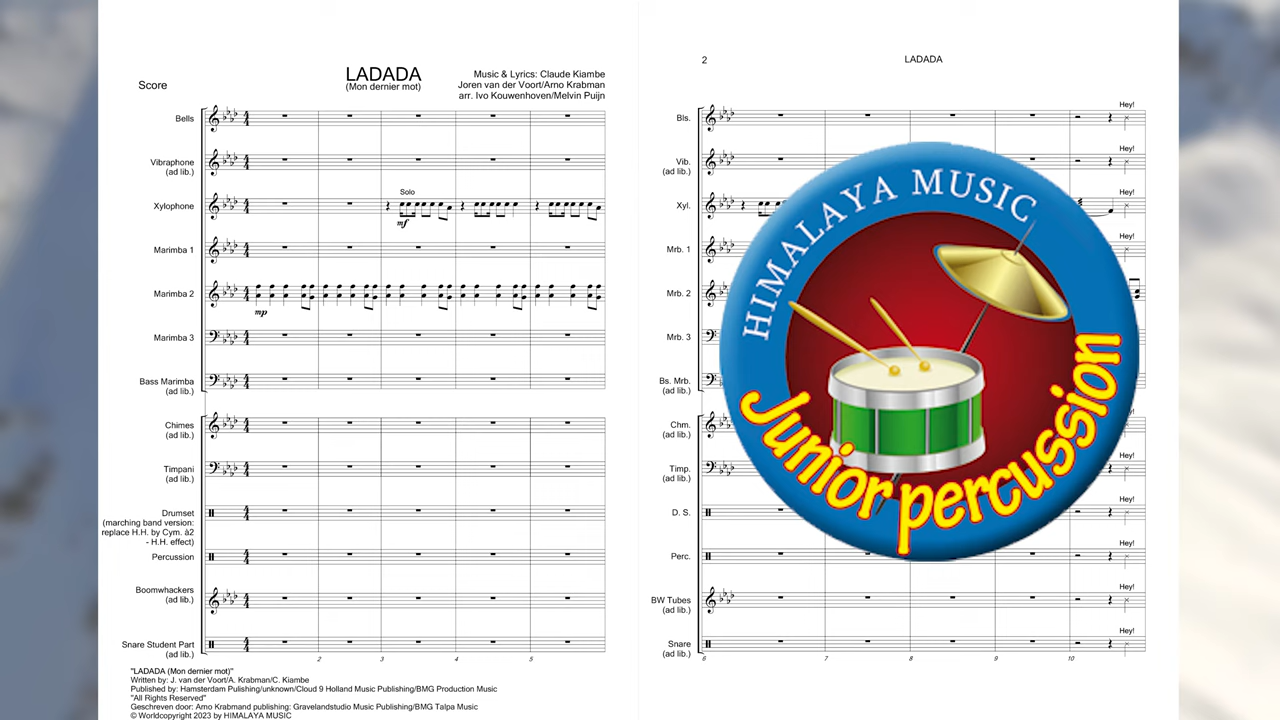 LADADA
(Mon dernier mot)
Score
Music & Lyrics: Claude Kiambe
Joren van der Voort/Arno Krabman
arr. Ivo Kouwenhoven/Melvin Puijn
Bells
Vibraphone
(ad lib.)
Xylophone
Solo
mf
Marimba 1
Marimba 2
mp
Marimba 3
Bass Marimba
(ad lib.)
Chimes
(ad lib.)
Timpani
(ad lib.)
Drumset
(marching band version:
replace H.H. by Cym. à2
- H.H. effect)
Percussion
Boomwhackers
(ad lib.)
Snare Student Part
(ad lib.)
2 3 4 5
"LADADA (Mon dernier mot)"
Written by: J. van der Voort/A. Krabman/C. Kiambe
Published by: Hamsterdam Pulishing/unknown/Cloud 9 Holland Music Publishing/BMG Production Music
"All Rights Reserved"
Geschreven door: Arno Krabmand publishing: Gravelandstudio Music Publishing/BMG Talpa Music
© Worldcopyright 2023 by HIMALAYA MUSIC
2
LADADA
Hey!
Bls.
Hey!
Vib.
(ad lib.)
Hey!
Xyl.
Hey!
Mrb. 1
Mrb. 2
Mrb. 3
Bs. Mrb.
(ad lib.)
Chm.
(ad lib.)
Hey!
Timp.
(ad lib.)
Hey!
D. S.
Hey!
Perc.
Hey!
BW Tubes
(ad lib.)
Hey!
Snare
(ad lib.)
6 7 8 9 10
HIMALAYA MUSIC
Junior percussion